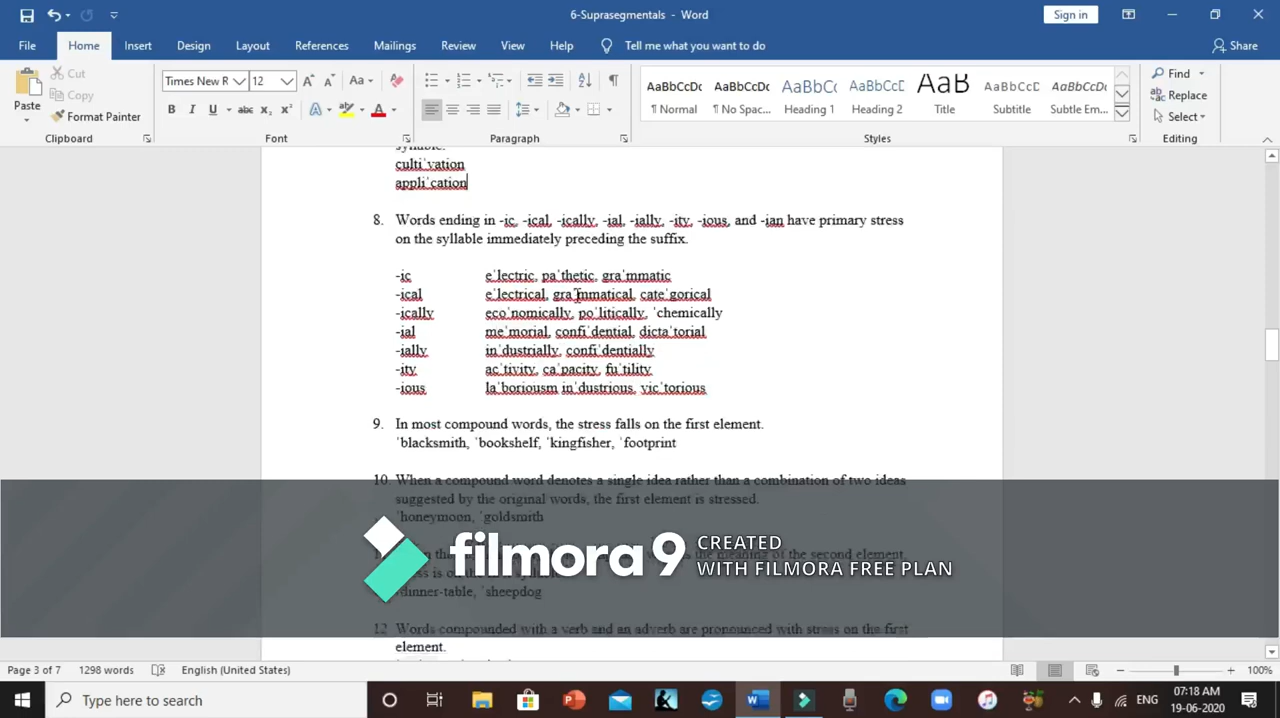 6-Suprasegmentals - Word
Sign in
File Home Insert Design Layout References Mailings Review View Help Tell me what you want to do Share
Paste Cut Copy Format Painter
Times New R 12
AaBbCcDc ¶ Normal AaBbCcDc ¶ No Spac... AaBbCc Heading 1 AaBbCcC Heading 2 AaB Title AaBbCcD Subtitle AaBbCcDc Subtle Em...
Find Replace Select
Clipboard Font Paragraph Styles Editing
syllable.
culti'vation
appli'cation
8. Words ending in -ic, -ical, -ically, -ial, -ially, -ity, -ious, and -ian have primary stress
on the syllable immediately preceding the suffix.
-ic e'lectric, pa'thetic, gra'mmatic
-ical e'lectrical, gra'mmatical, cate'gorical
-ically eco'nomically, po'litically, 'chemically
-ial me'morial, confi'dential, dicta'torial
-ially in'dustrially, confi'dentially
-ity ac'tivity, ca'pacity, fu'tility
-ious la'boriousm in'dustrious, vic'torious
9. In most compound words, the stress falls on the first element.
'blacksmith, 'bookshelf, 'kingfisher, 'footprint
10. When a compound word denotes a single idea rather than a combination of two ideas
suggested by the original words, the first element is stressed.
'honeymoon, 'goldsmith
the meaning of the second element,
'dinner-table, 'sheepdog
filmora9 CREATED
WITH FILMORA FREE PLAN
12 Words compounded with a verb and an adverb are pronounced with stress on the first
element.
Page 3 of 7 1298 words English (United States) 100%
Type here to search
ENG
07:18 AM
19-06-2020